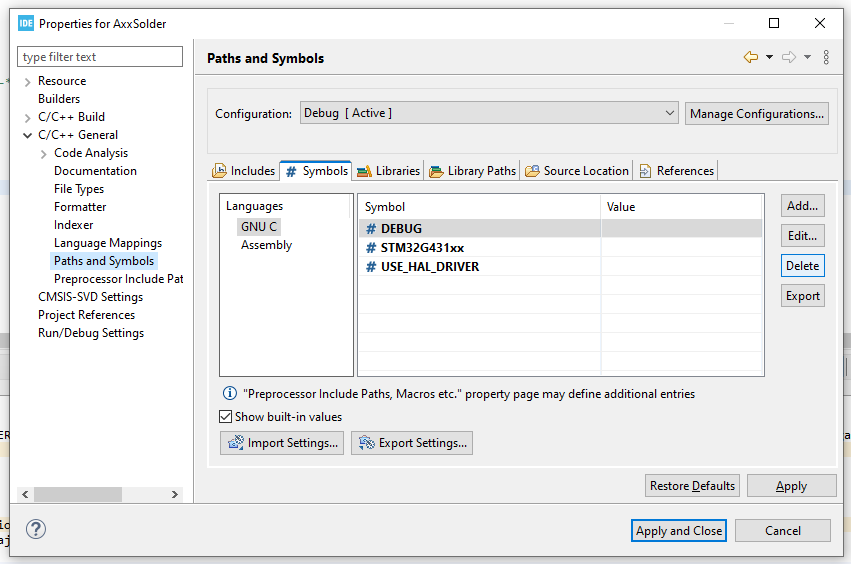 IDE Properties for AxxSolder
type filter text
Resource
Builders
C/C++ Build
C/C++ General
Code Analysis
Documentation
File Types
Formatter
Indexer
Language Mappings
Paths and Symbols
Preprocessor Include Pat
CMSIS-SVD Settings
Project References
Run/Debug Settings
Paths and Symbols
Configuration: Debug [ Active ] Manage Configurations...
Includes # Symbols Libraries Library Paths Source Location References
Languages
GNU C
Assembly
Symbol Value
# DEBUG
# STM32G431xx
# USE_HAL_DRIVER
Add...
Edit...
Delete
Export
"Preprocessor Include Paths, Macros etc." property page may define additional entries
Show built-in values
Import Settings... Export Settings...
Restore Defaults Apply
? Apply and Close Cancel